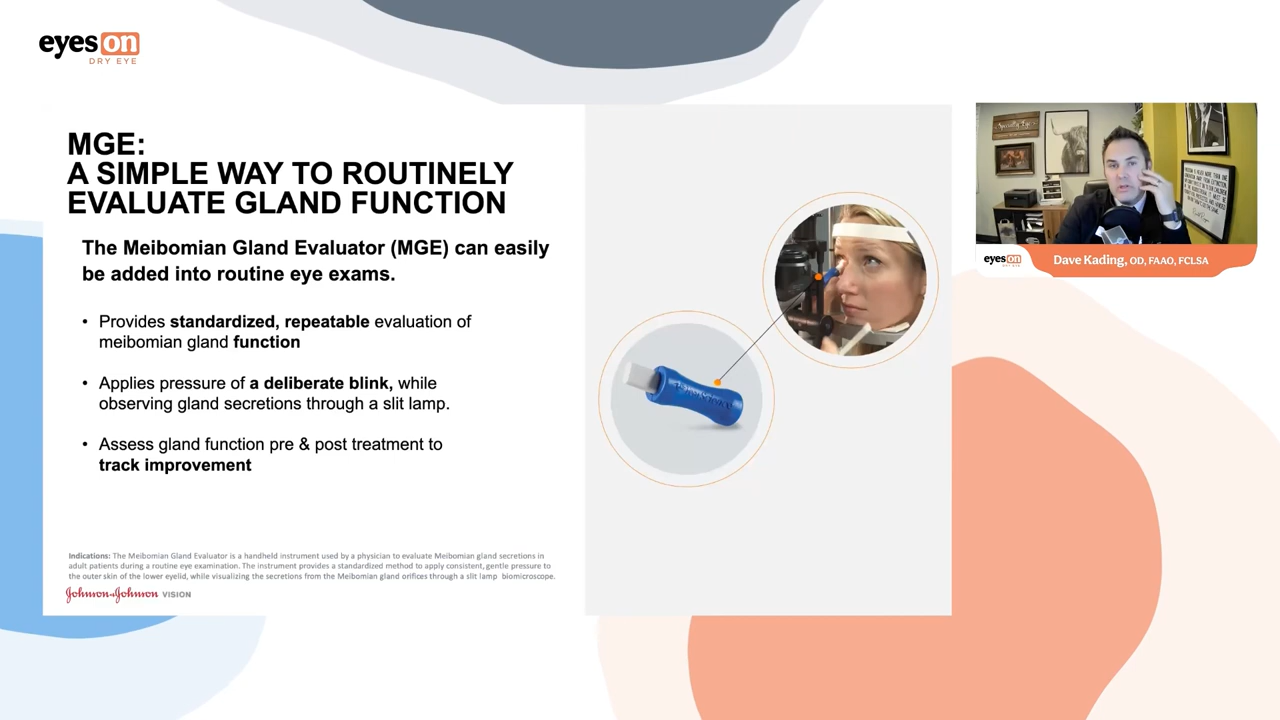 eyes on
DRY EYE
MGE:
A SIMPLE WAY TO ROUTINELY
EVALUATE GLAND FUNCTION
The Meibomian Gland Evaluator (MGE) can easily
be added into routine eye exams.
• Provides standardized, repeatable evaluation of
meibomian gland function
• Applies pressure of a deliberate blink, while
observing gland secretions through a slit lamp.
• Assess gland function pre & post treatment to
track improvement
Indications: The Meibomian Gland Evaluator is a handheld instrument used by a physician to evaluate Meibomian gland secretions in
adult patients during a routine eye examination. The instrument provides a standardized method to apply consistent, gentle pressure to
the outer skin of the lower eyelid, while visualizing the secretions from the Meibomian gland orifices through a slit lamp biomicroscope.
Johnson & Johnson VISION
eyes on
DRY EYE
Dave Kading, OD, FAAO, FCLSA